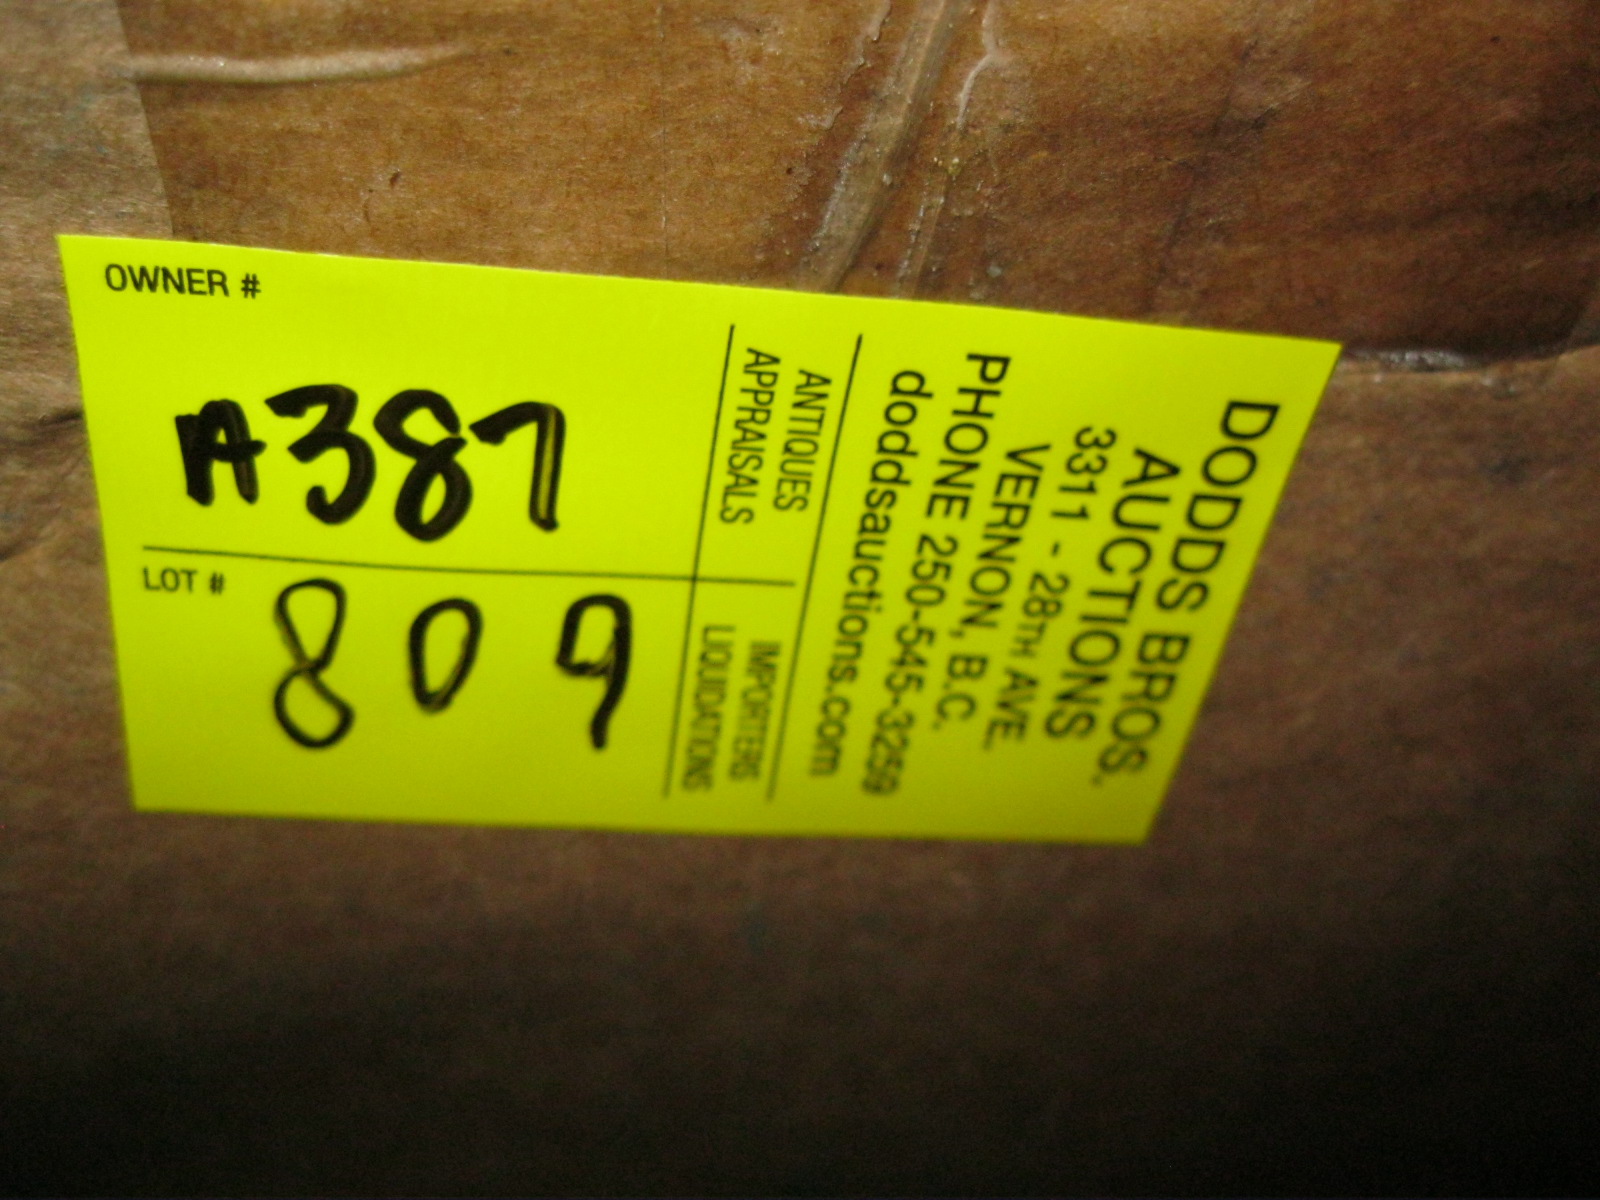 OWNER #
A387
LOT #
809
ANTIQUES
APPRAISALS
IMPORTERS
LIQUIDATIONS
DODDS BROS.
AUCTIONS
3311 - 28TH AVE.
VERNON, B.C.
PHONE 250-545-3259
doddsauctions.com